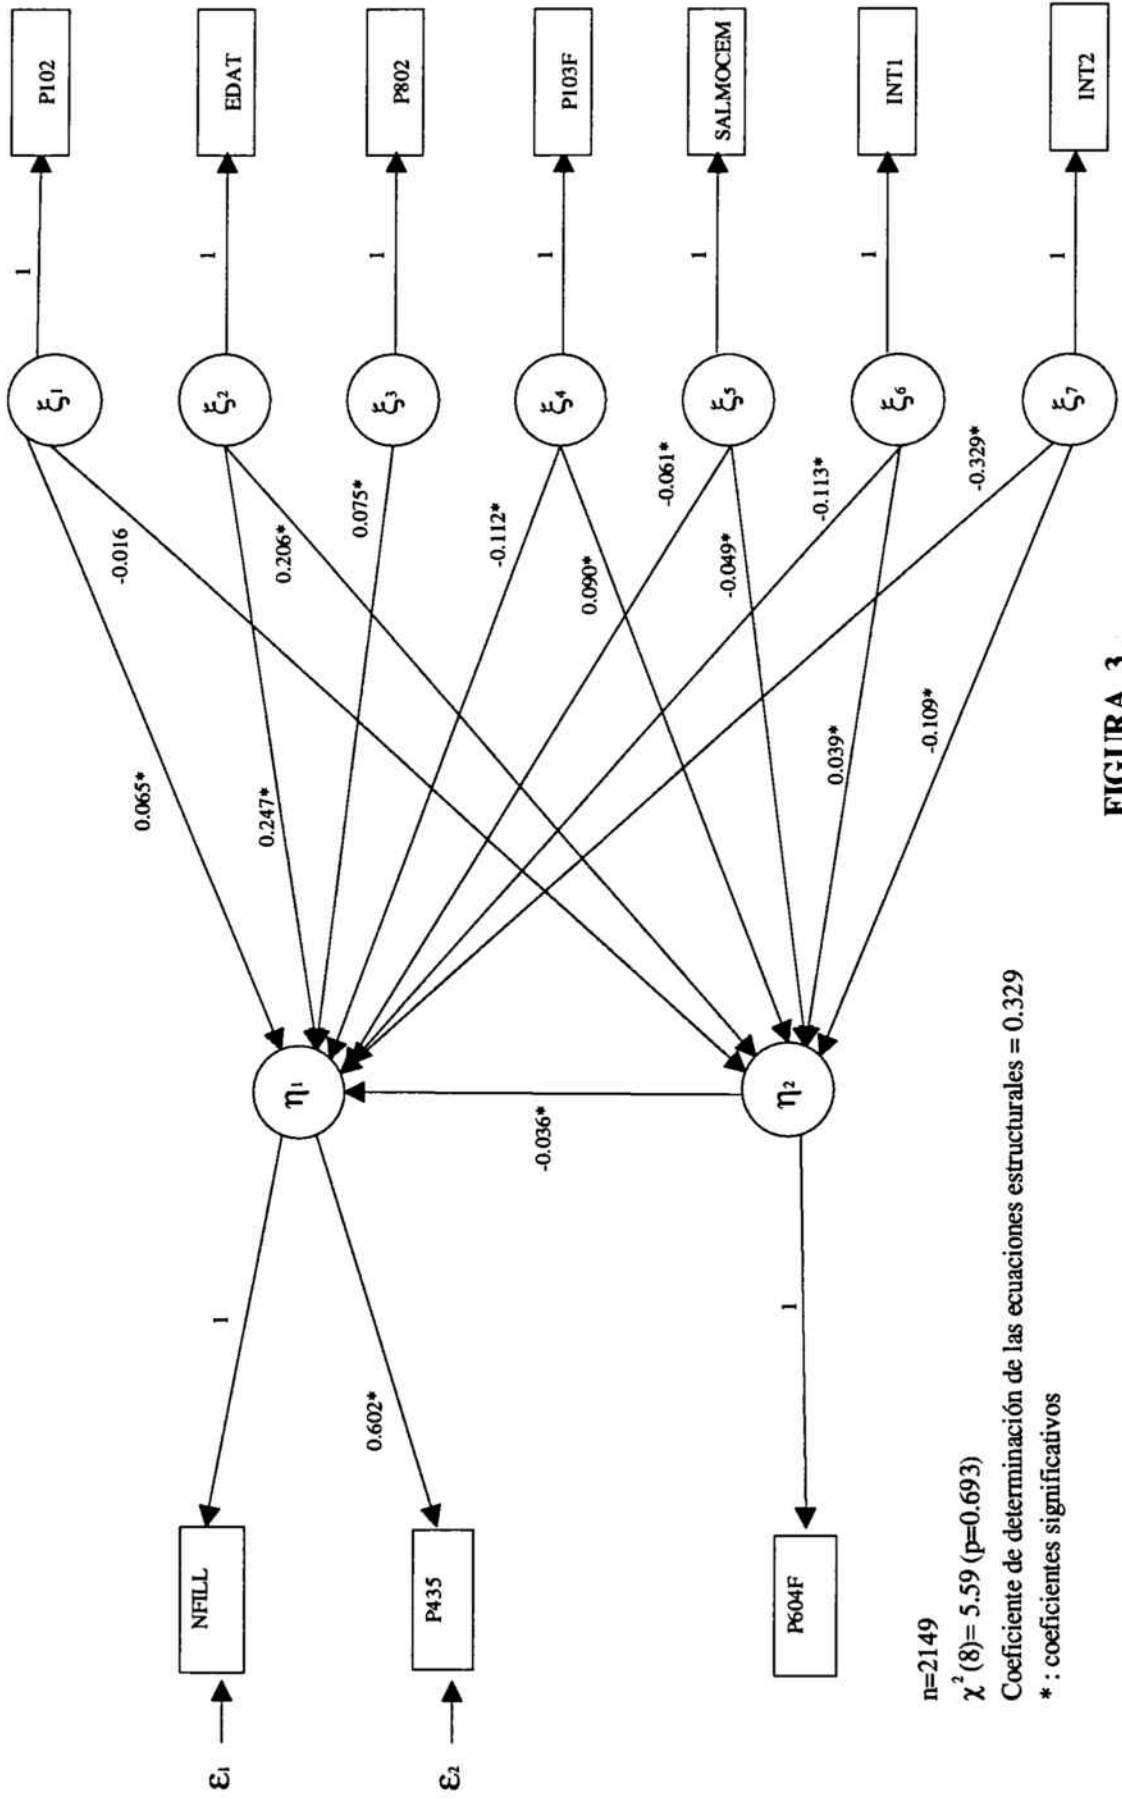 P102
EDAT
P802
P103F
SALMOCEM
INT1
INT2
1
1
1
1
1
1
1
ξ1
ξ2
ξ3
ξ4
ξ5
ξ6
ξ7
-0.016
0.206*
0.075*
-0.112*
0.090*
-0.061*
-0.049*
-0.113*
-0.329*
0.065*
0.247*
0.039*
-0.109*
η1
η2
-0.036*
1
0.602*
1
NFILL
P435
P604F
ε1
ε2
n=2149
χ² (8)= 5.59 (p=0.693)
Coeficiente de determinación de las ecuaciones estructurales = 0.329
* : coeficientes significativos
FIGURA 3